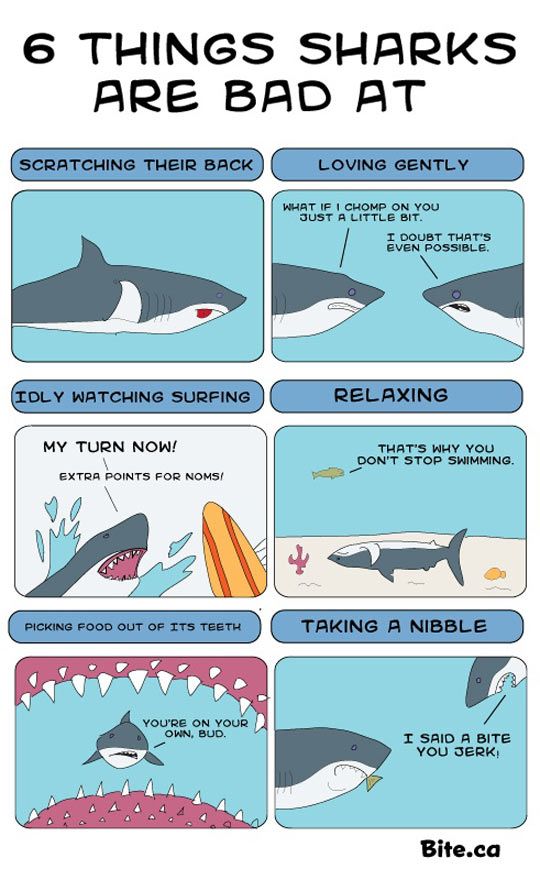 6 THINGS SHARKS
ARE BAD AT
SCRATCHING THEIR BACK
LOVING GENTLY
WHAT IF I CHOMP ON YOU
JUST A LITTLE BIT.
I DOUBT THAT'S
EVEN POSSIBLE.
IDLY WATCHING SURFING
RELAXING
MY TURN NOW!
EXTRA POINTS FOR NOMS!
THAT'S WHY YOU
DON'T STOP SWIMMING.
PICKING FOOD OUT OF ITS TEETH
TAKING A NIBBLE
YOU'RE ON YOUR
OWN, BUD.
I SAID A BITE
YOU JERK!
Bite.ca